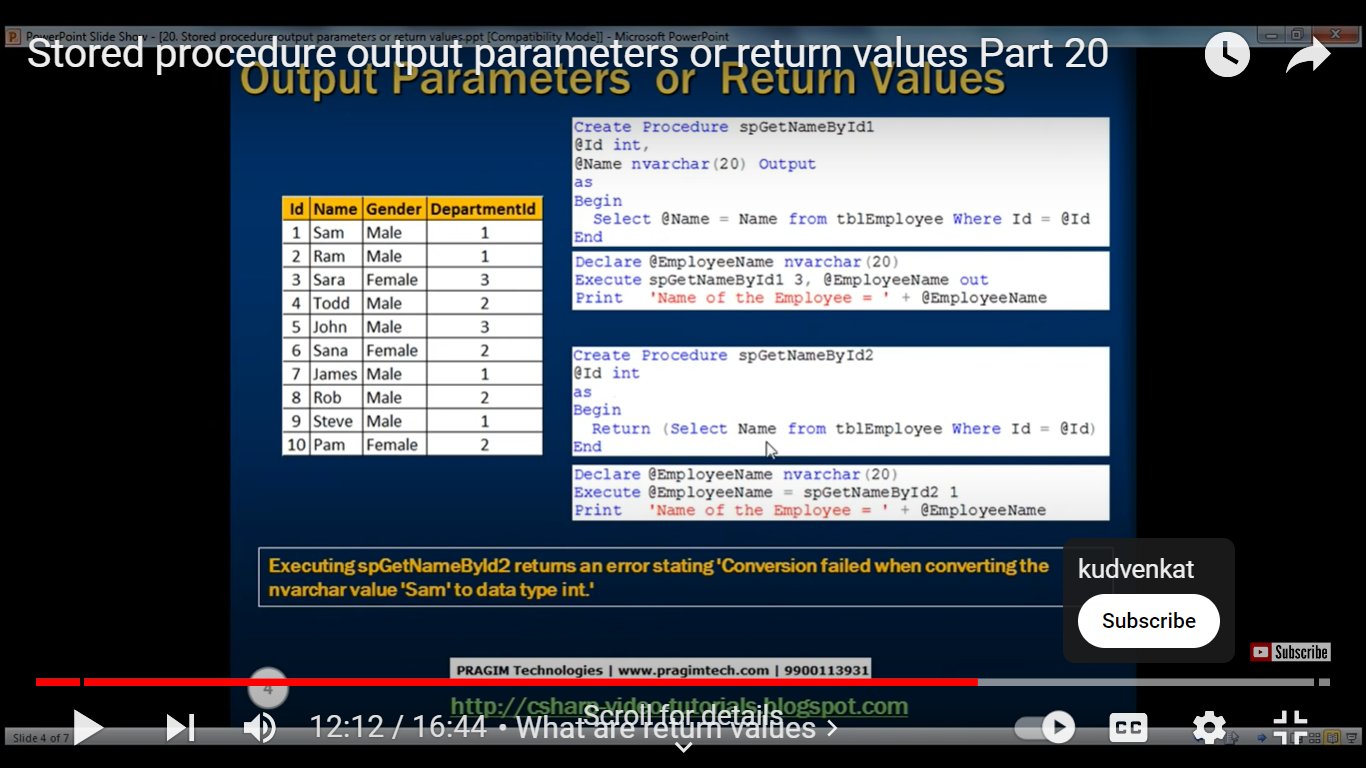 PowerPoint Slide Show - [20. Stored procedure output parameters or return values.ppt [Compatibility Mode]] - Microsoft PowerPoint
Stored procedure output parameters or return values Part 20
Output Parameters or Return Values
Id Name Gender DepartmentId
1 Sam Male 1
2 Ram Male 1
3 Sara Female 3
4 Todd Male 2
5 John Male 3
6 Sana Female 2
7 James Male 1
8 Rob Male 2
9 Steve Male 1
10 Pam Female 2
Create Procedure spGetNameById1
@Id int,
@Name nvarchar(20) Output
as
Begin
Select @Name = Name from tblEmployee Where Id = @Id
End
Declare @EmployeeName nvarchar(20)
Execute spGetNameById1 3, @EmployeeName out
Print 'Name of the Employee = ' + @EmployeeName
Create Procedure spGetNameById2
@Id int
as
Begin
Return (Select Name from tblEmployee Where Id = @Id)
End
Declare @EmployeeName nvarchar(20)
Execute @EmployeeName = spGetNameById2 1
Print 'Name of the Employee = ' + @EmployeeName
Executing spGetNameById2 returns an error stating 'Conversion failed when converting the
nvarchar value 'Sam' to data type int.'
kudvenkat
Subscribe
Subscribe
PRAGIM Technologies | www.pragimtech.com | 9900113931
4
http://csharp-video-tutorials.blogspot.com
Scroll for details
12:12 / 16:44 • What are return values
CC
Slide 4 of 7